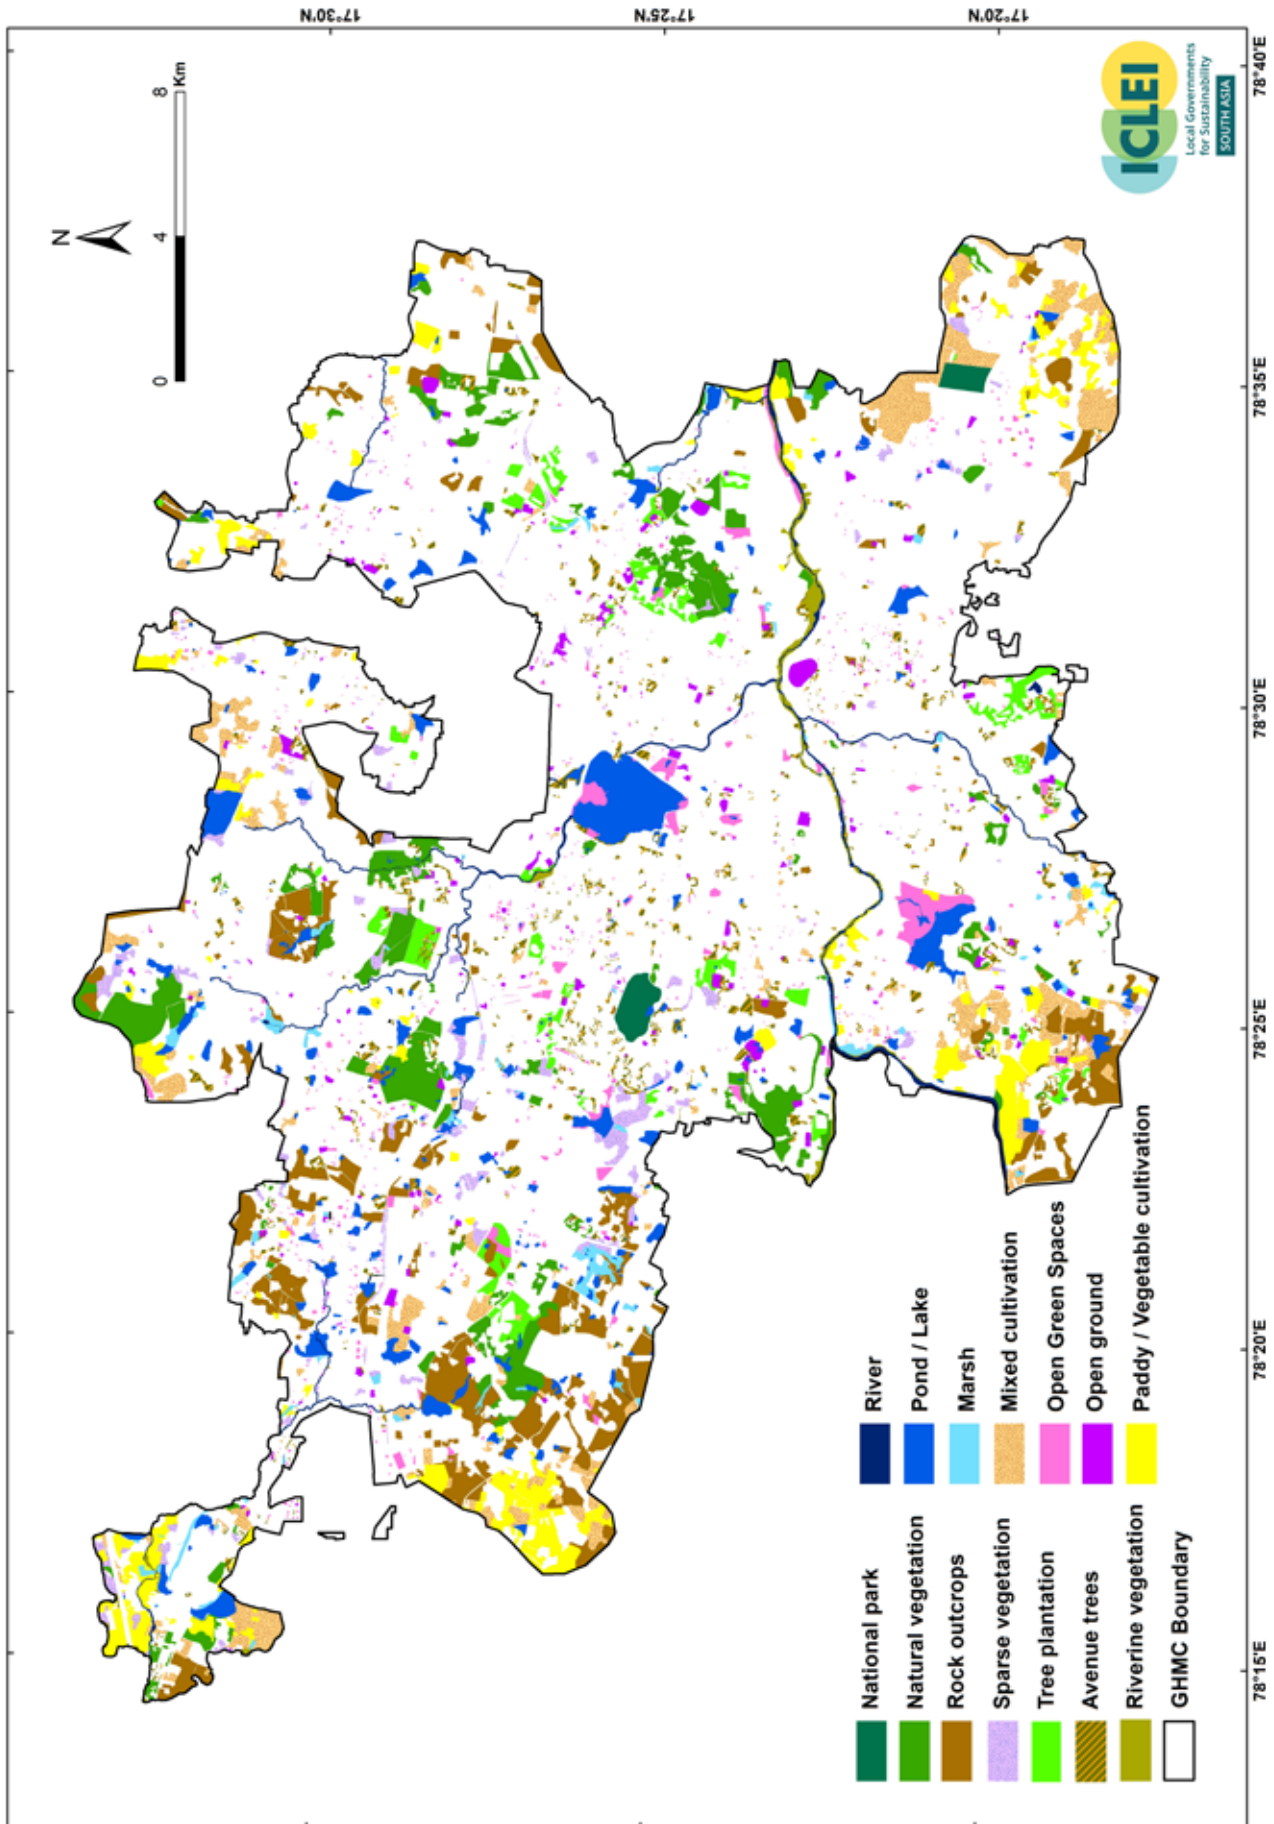 N
0 4 8
Km
17°30'N
17°25'N
17°20'N
78°15'E
78°20'E
78°25'E
78°30'E
78°35'E
78°40'E
National park
Natural vegetation
Rock outcrops
Sparse vegetation
Tree plantation
Avenue trees
Riverine vegetation
GHMC Boundary
River
Pond / Lake
Marsh
Mixed cultivation
Open Green Spaces
Open ground
Paddy / Vegetable cultivation
ICLEI
Local Governments
for Sustainability
SOUTH ASIA